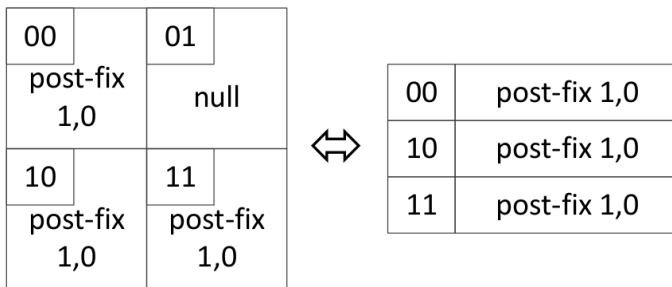 00
post-fix
1,0
01
null
10
post-fix
1,0
11
post-fix
1,0
00 post-fix 1,0
10 post-fix 1,0
11 post-fix 1,0